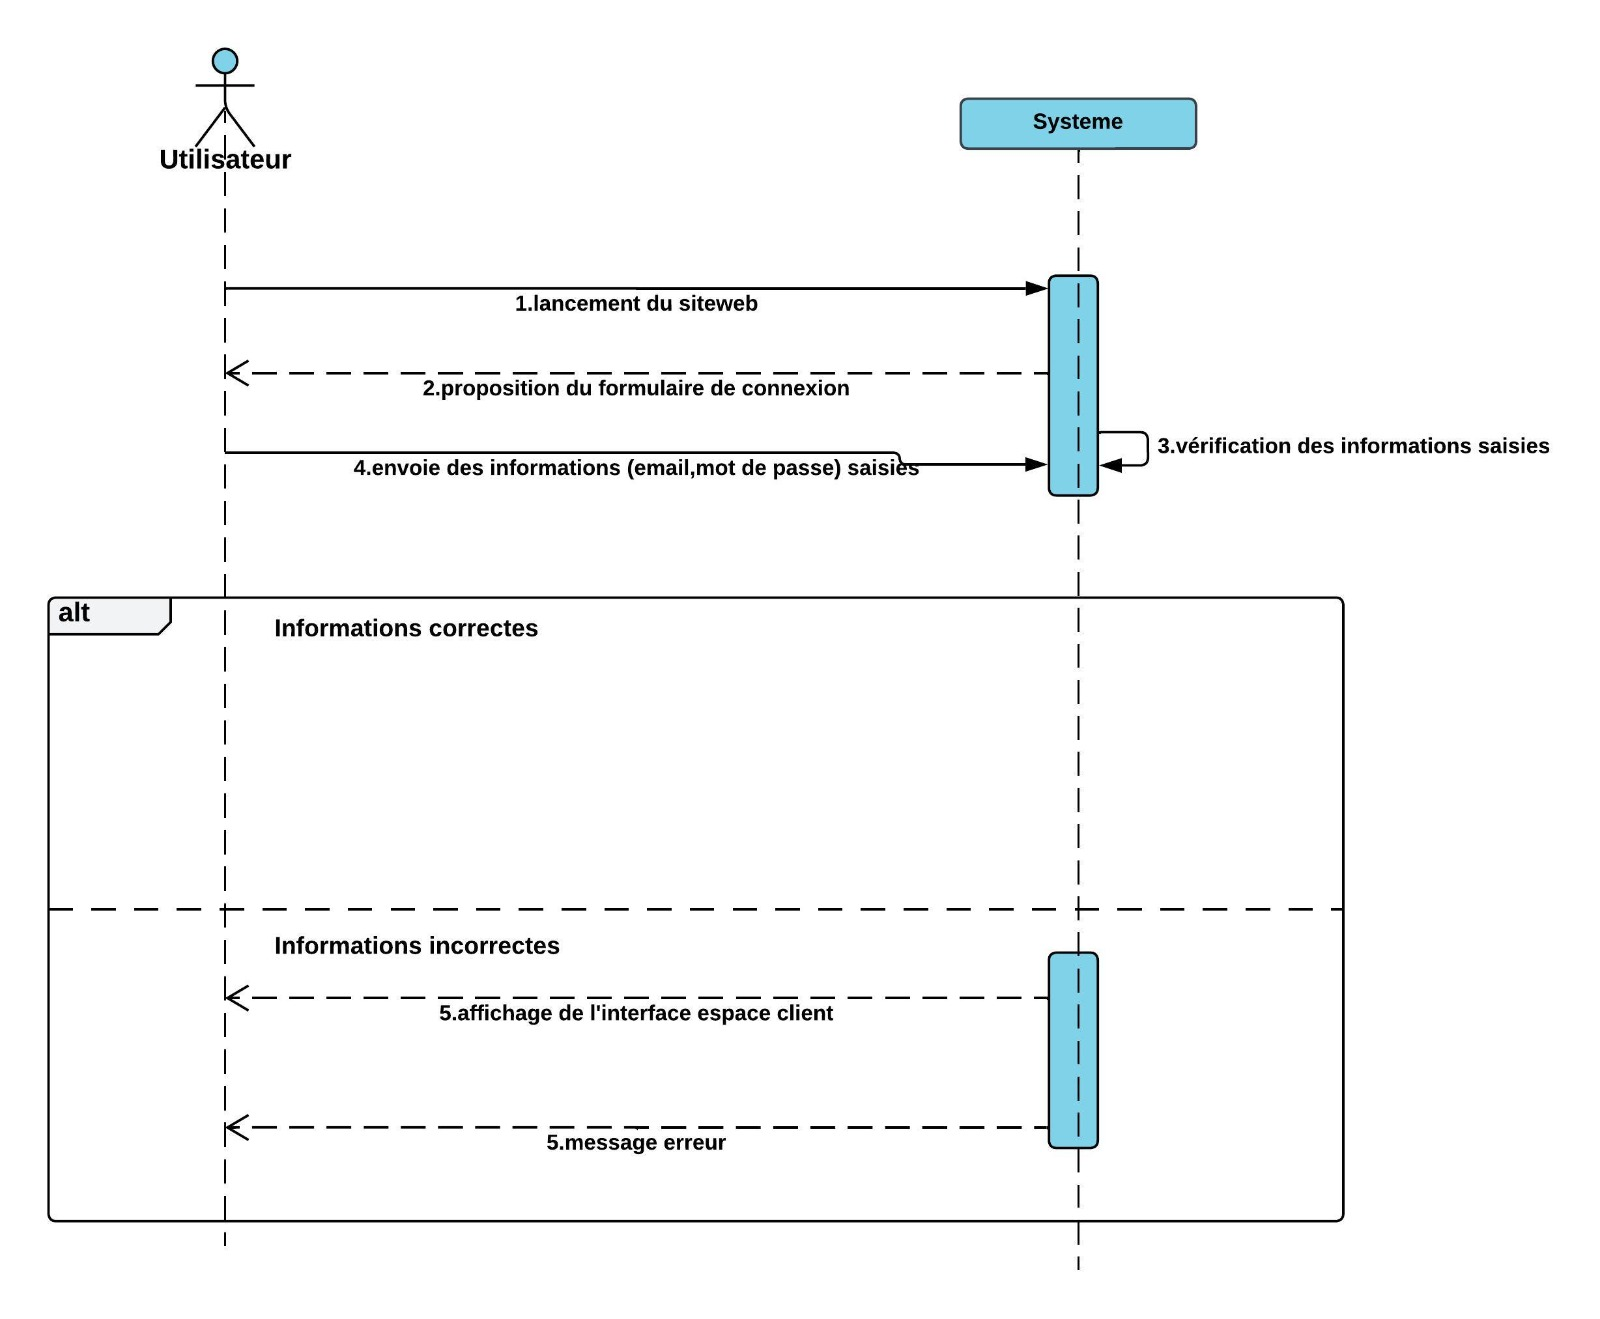 Utilisateur
Systeme
1.lancement du siteweb
2.proposition du formulaire de connexion
3.vérification des informations saisies
4.envoie des informations (email,mot de passe) saisies
alt
Informations correctes
Informations incorrectes
5.affichage de l'interface espace client
5.message erreur